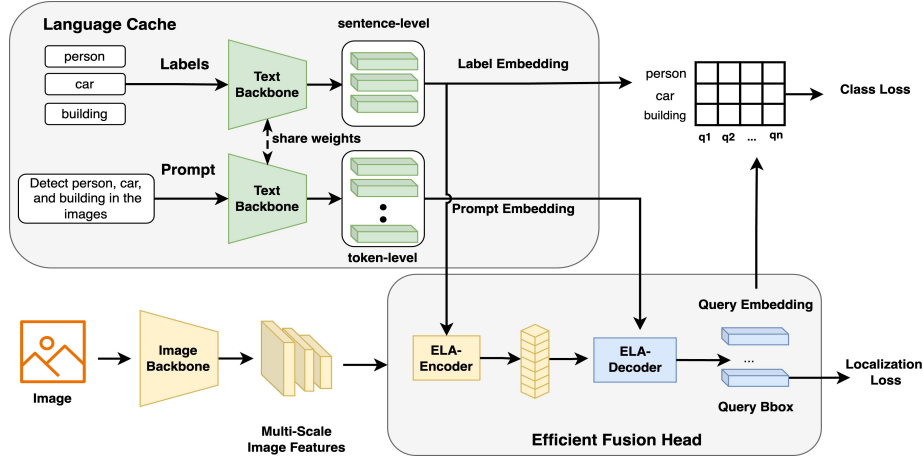 Language Cache
sentence-level
person
car
building
Labels
Text
Backbone
Label Embedding
person
car
building
q1 q2 ... qn
Class Loss
share weights
Prompt
Detect person, car,
and building in the
images
Text
Backbone
Prompt Embedding
token-level
Image
Image
Backbone
Multi-Scale
Image Features
ELA-
Encoder
ELA-
Decoder
Query Embedding
...
Query Bbox
Localization
Loss
Efficient Fusion Head